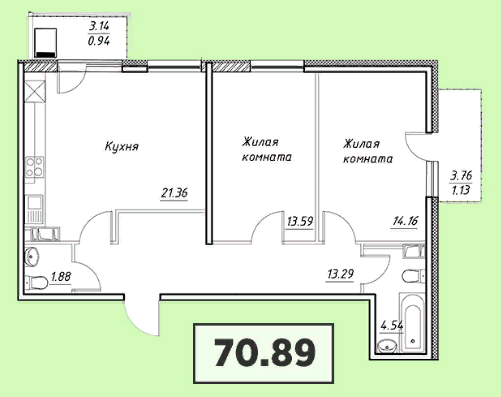 3.14
0.94
Кухня
21.36
Жилая
комната
13.59
Жилая
комната
14.16
3.76
1.13
1.88
13.29
4.54
70.89